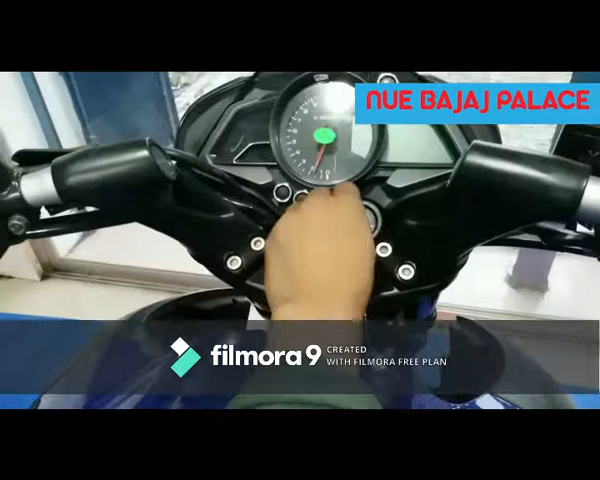 NUE BAJAJ PALACE
filmora 9
CREATED
WITH FILMORA FREE PLAN